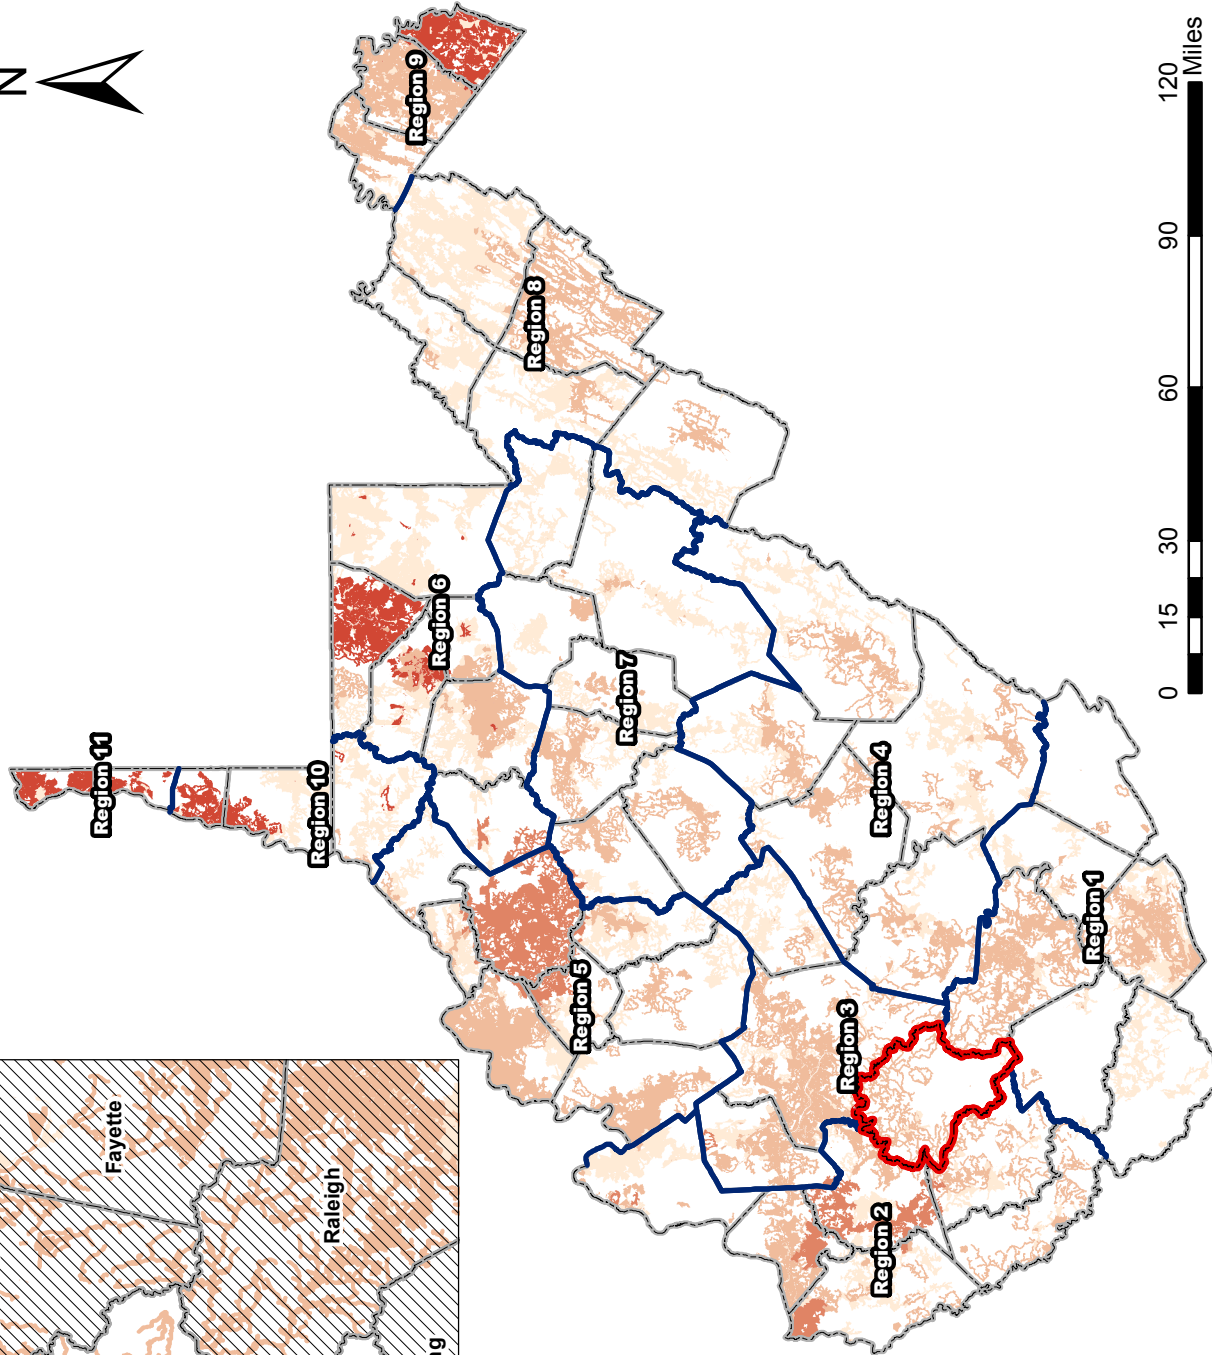 N
Region 9
Region 8
Region 6
Region 11
Region 10
Region 7
Region 5
Region 4
Region 3
Region 2
Region 1
Fayette
Raleigh
ng
0 15 30 60 90 120
Miles